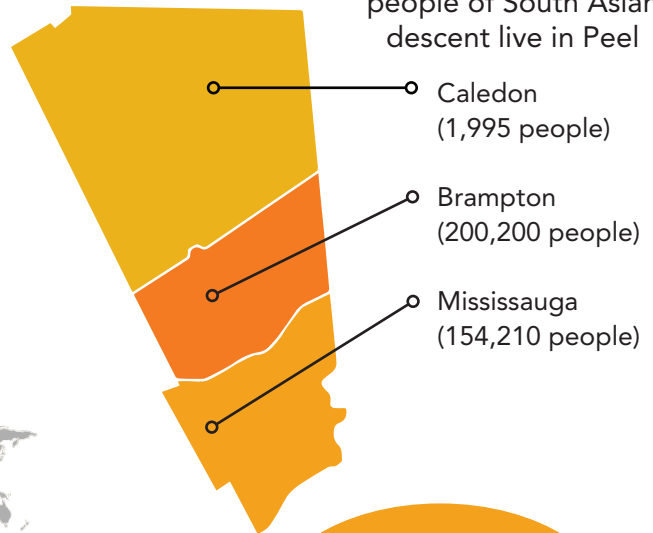 people of South Asian
descent live in Peel
Caledon
(1,995 people)
Brampton
(200,200 people)
Mississauga
(154,210 people)